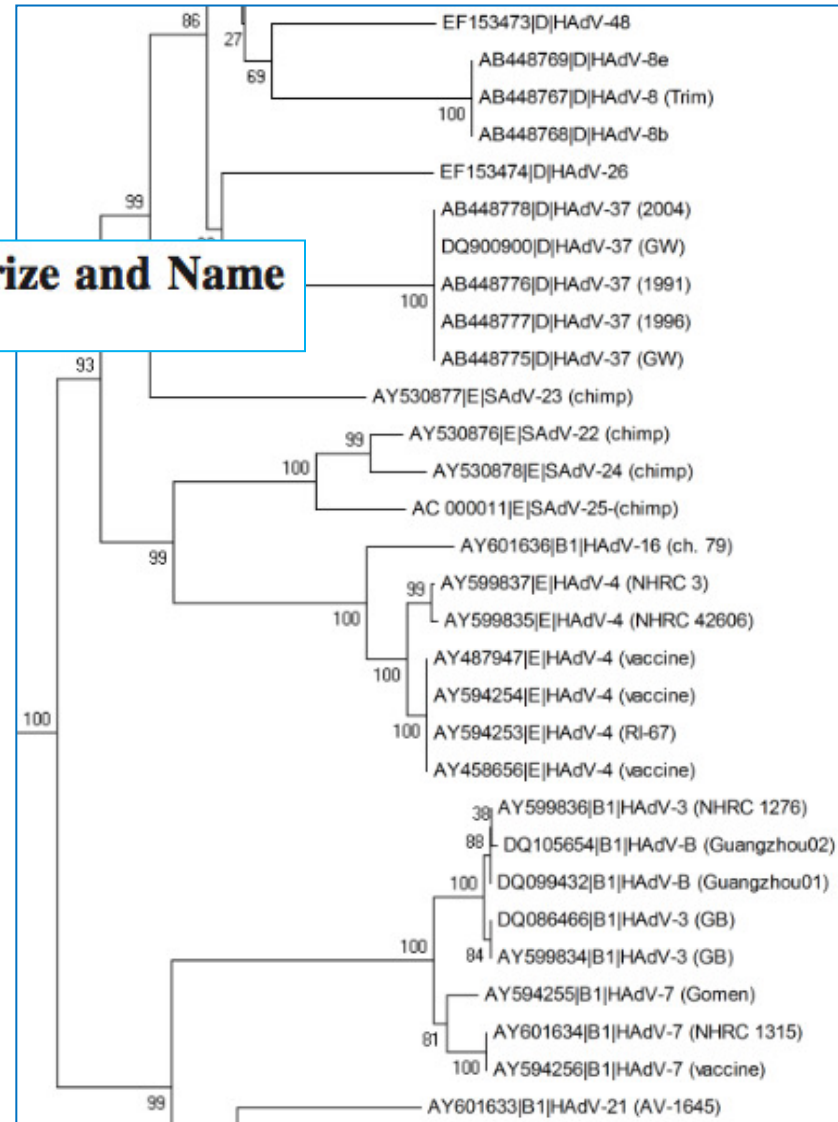 86
EF153473|D|HAdV-48
27
AB448769|D|HAdV-8e
69
AB448767|D|HAdV-8 (Trim)
100
AB448768|D|HAdV-8b
EF153474|D|HAdV-26
99
AB448778|D|HAdV-37 (2004)
DQ900900|D|HAdV-37 (GW)
rize and Name
AB448776|D|HAdV-37 (1991)
100
AB448777|D|HAdV-37 (1996)
AB448775|D|HAdV-37 (GW)
93
AY530877|E|SAdV-23 (chimp)
AY530876|E|SAdV-22 (chimp)
99
100
AY530878|E|SAdV-24 (chimp)
AC 000011|E|SAdV-25-(chimp)
99
AY601636|B1|HAdV-16 (ch. 79)
99
AY599837|E|HAdV-4 (NHRC 3)
100
AY599835|E|HAdV-4 (NHRC 42606)
AY487947|E|HAdV-4 (vaccine)
100
AY594254|E|HAdV-4 (vaccine)
100
100
AY594253|E|HAdV-4 (RI-67)
AY458656|E|HAdV-4 (vaccine)
38
AY599836|B1|HAdV-3 (NHRC 1276)
88
DQ105654|B1|HAdV-B (Guangzhou02)
100
DQ099432|B1|HAdV-B (Guangzhou01)
DQ086466|B1|HAdV-3 (GB)
100
84
AY599834|B1|HAdV-3 (GB)
AY594255|B1|HAdV-7 (Gomen)
81
AY601634|B1|HAdV-7 (NHRC 1315)
100
AY594256|B1|HAdV-7 (vaccine)
99
AY601633|B1|HAdV-21 (AV-1645)